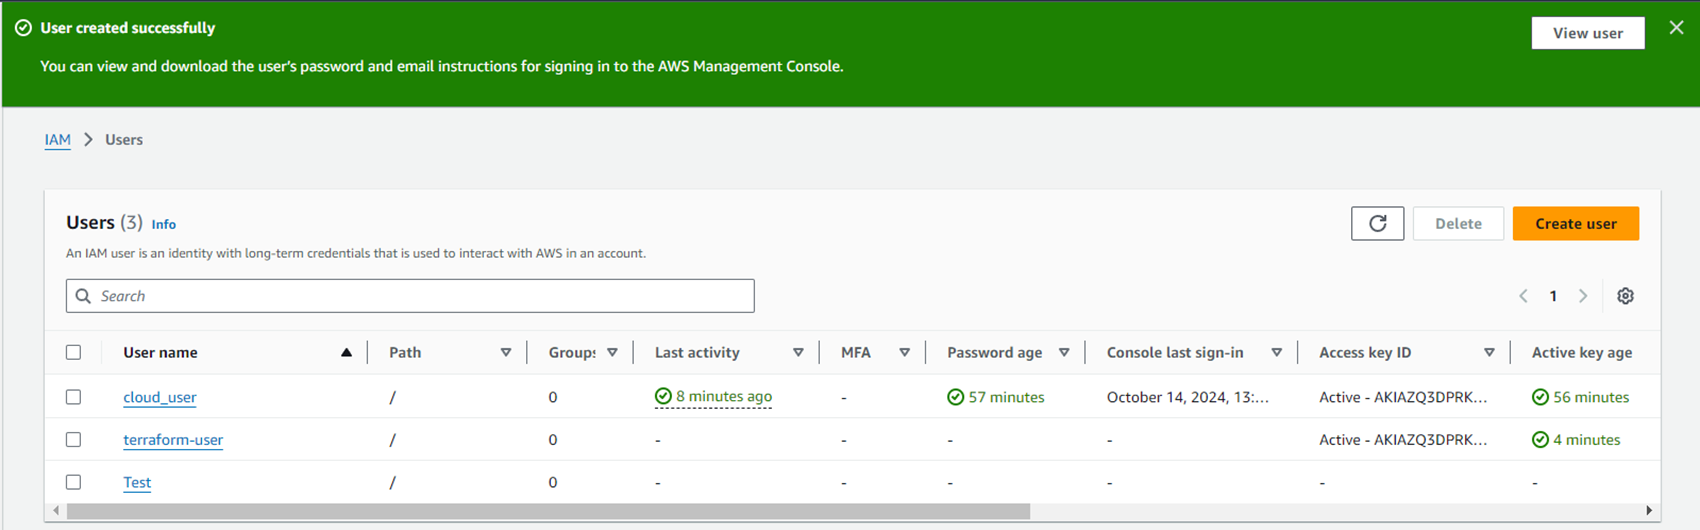 User created successfully
View user
You can view and download the user's password and email instructions for signing in to the AWS Management Console.
IAM > Users
Users (3) Info
Delete
Create user
An IAM user is an identity with long-term credentials that is used to interact with AWS in an account.
Search
1
User name Path Groups Last activity MFA Password age Console last sign-in Access key ID Active key age
cloud_user / 0 8 minutes ago - 57 minutes October 14, 2024, 13:... Active - AKIAZQ3DPRK... 56 minutes
terraform-user / 0 - - - - Active - AKIAZQ3DPRK... 4 minutes
Test / 0 - - - - - -